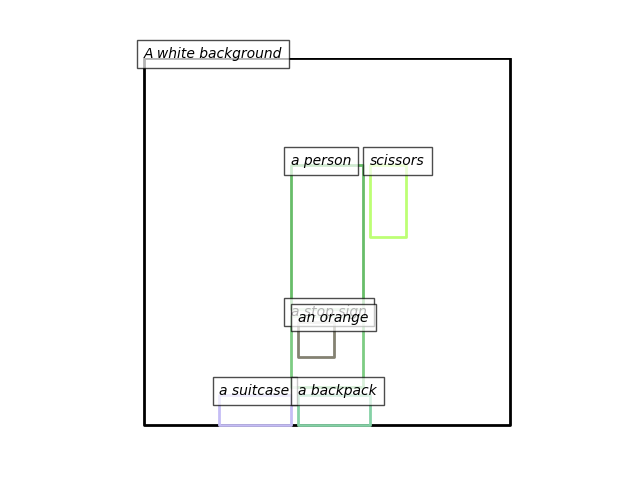 A white background
a person
scissors
a stop sign
an orange
a suitcase
a backpack